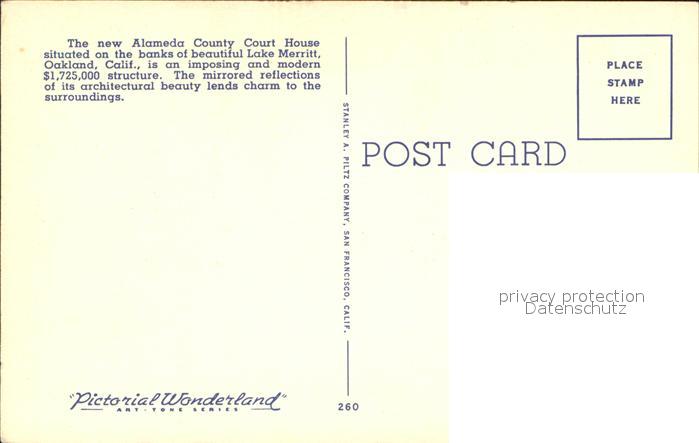 The new Alameda County Court House
situated on the banks of beautiful Lake Merritt,
Oakland, Calif., is an imposing and modern
$1,725,000 structure. The mirrored reflections
of its architectural beauty lends charm to the
surroundings.
STANLEY A. PILTZ COMPANY, SAN FRANCISCO, CALIF.
PLACE
STAMP
HERE
POST CARD
privacy protection
Datenschutz
"Pictorial Wonderland"
ART-TONE SERIES
260